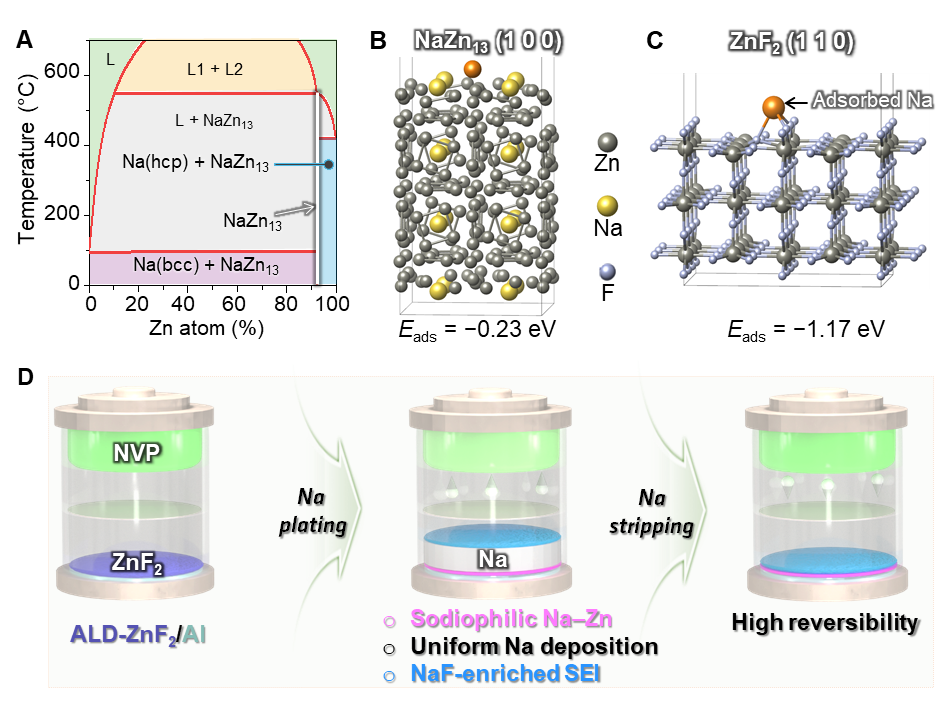 A
Temperature (°C)
600
400
200
0
L
L1 + L2
L + NaZn13
Na(hcp) + NaZn13
NaZn13
Na(bcc) + NaZn13
0 20 40 60 80 100
Zn atom (%)
B
NaZn13 (1 0 0)
Eads = −0.23 eV
Zn
Na
F
C
ZnF2 (1 1 0)
Adsorbed Na
Eads = −1.17 eV
D
NVP
ZnF2
ALD-ZnF2/Al
Na
plating
Na
Sodiophilic Na–Zn
Uniform Na deposition
NaF-enriched SEI
Na
stripping
High reversibility